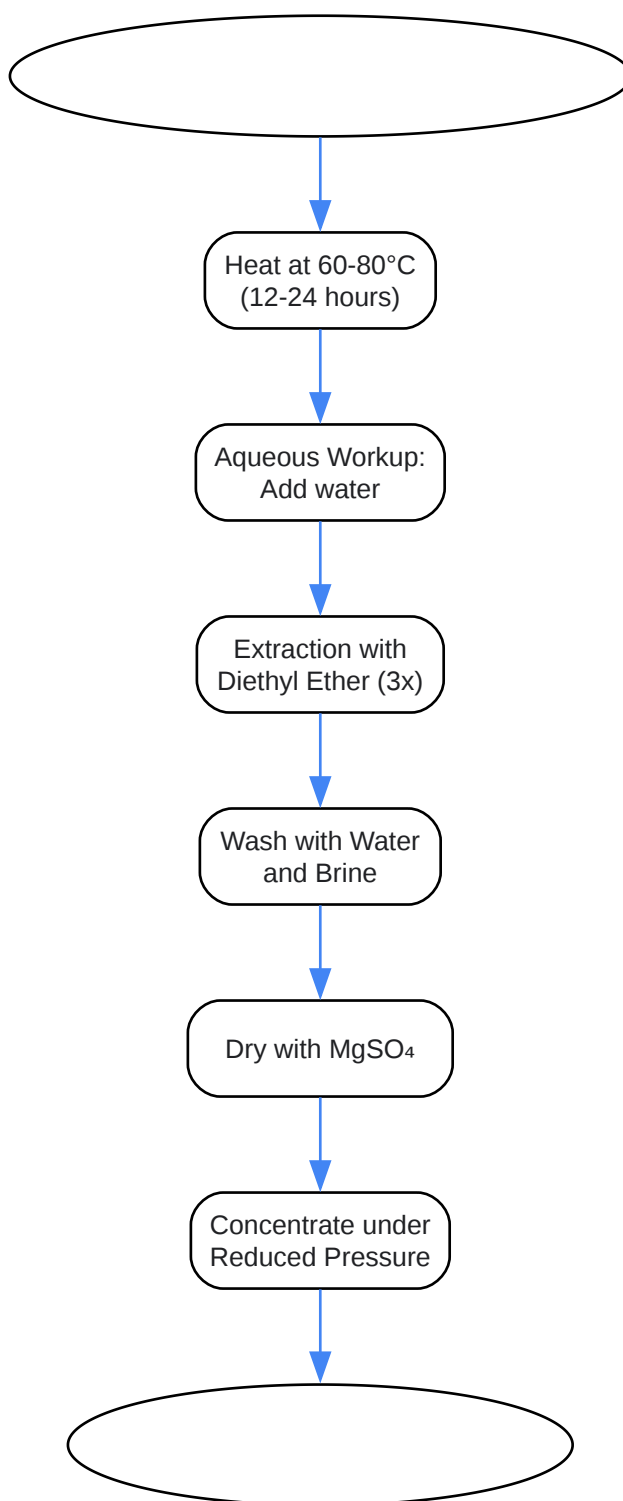 Heat at 60-80°C
(12-24 hours)
Aqueous Workup:
Add water
Extraction with
Diethyl Ether (3x)
Wash with Water
and Brine
Dry with MgSO₄
Concentrate under
Reduced Pressure